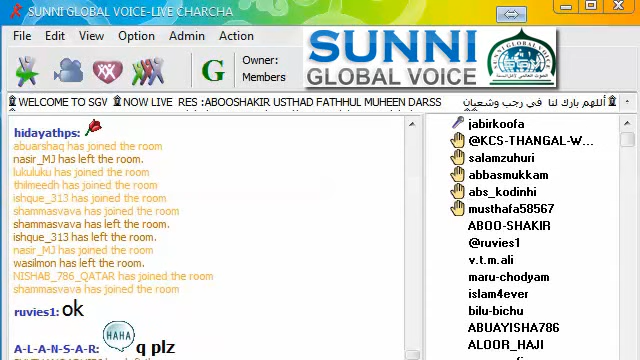 SUNNI GLOBAL VOICE-LIVE CHARCHA
File Edit View Option Admin Action
SUNNI
GLOBAL VOICE
SUNNI GLOBAL VOICE
G Owner:
Members
WELCOME TO SGV NOW LIVE RES :ABOOSHAKIR USTHAD FATHHUL MUHEEN DARSS أللهم بارك لنا في رجب وشعبان
hidayathps:
abuarshaq has joined the room
nasir_MJ has left the room.
lukuluku has joined the room
thilmeedh has joined the room
ishque_313 has joined the room
shammasvava has joined the room
shammasvava has left the room.
ishque_313 has left the room.
nasir_MJ has joined the room
wasilmon has left the room.
NISHAB_786_QATAR has joined the room
shammasvava has joined the room
ruvies1: ok
A-L-A-N-S-A-R: HAHA q plz
jabirkoofa
@KCS-THANGAL-W...
salamzuhuri
abbasmukkam
abs_kodinhi
musthafa58567
ABOO-SHAKIR
@ruvies1
v.t.m.ali
maru-chodyam
islam4ever
bilu-bichu
ABUAYISHA786
ALOOR_HAJI